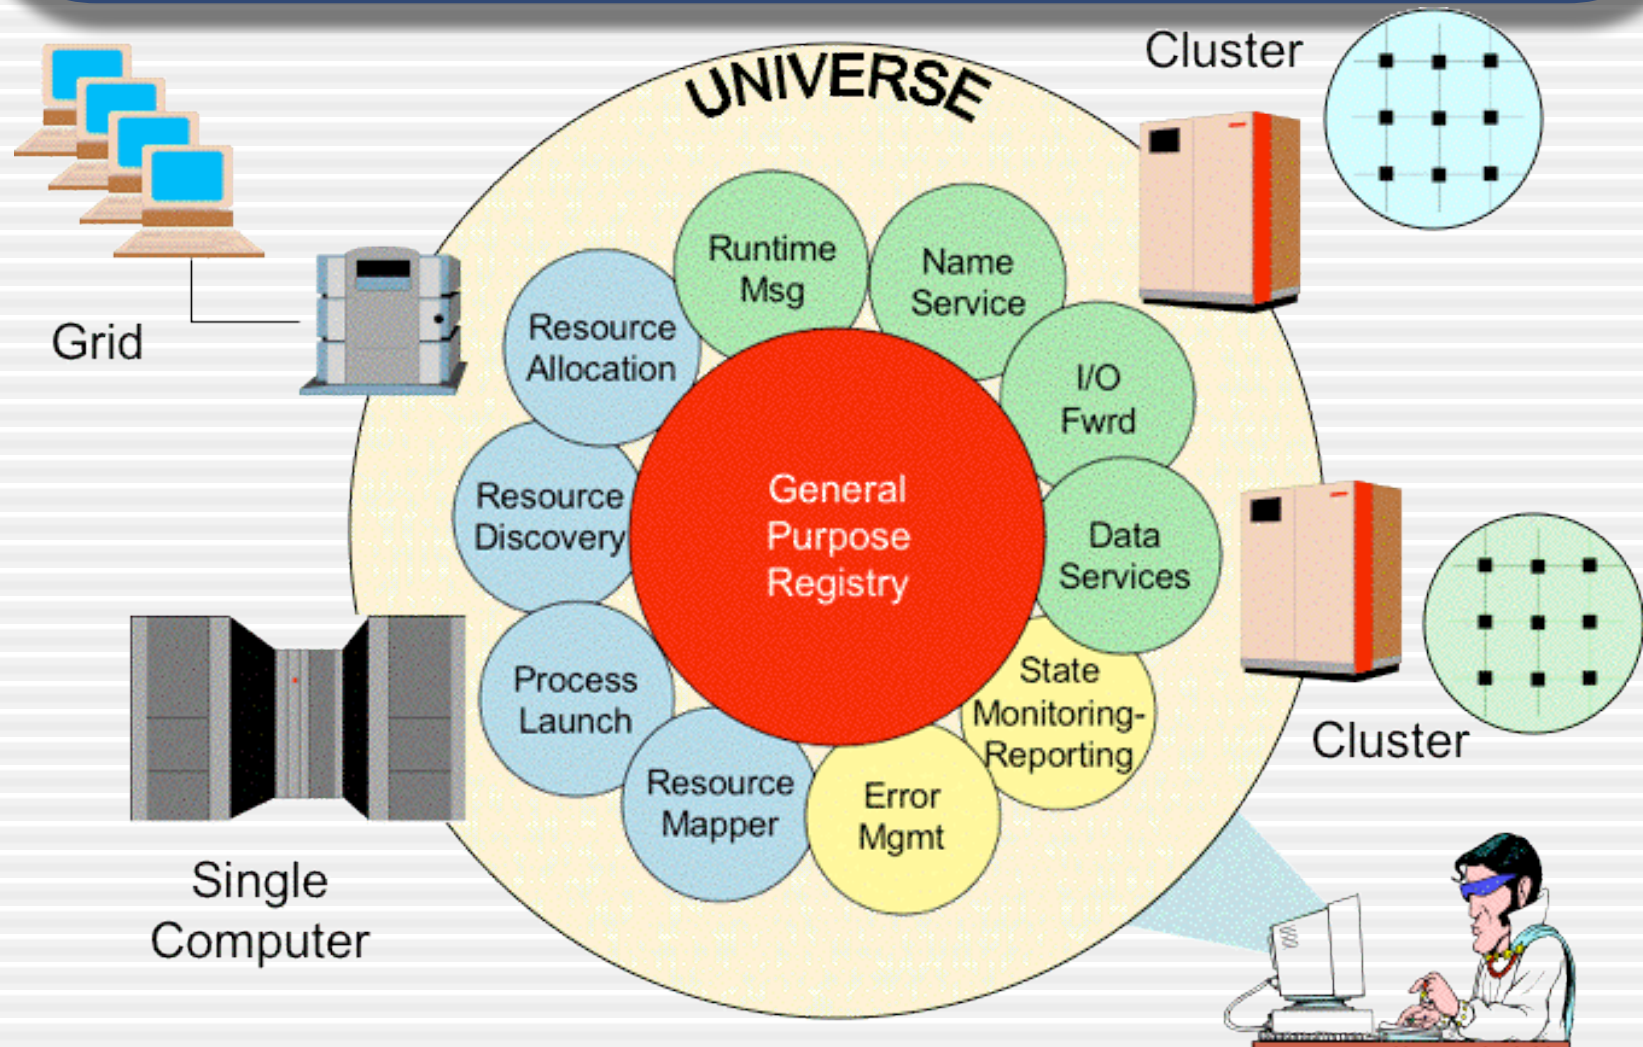 UNIVERSE
Cluster
Grid
Runtime
Msg
Name
Service
Resource
Allocation
I/O
Fwrd
Resource
Discovery
General
Purpose
Registry
Data
Services
Process
Launch
State
Monitoring-
Reporting
Resource
Mapper
Error
Mgmt
Cluster
Single
Computer